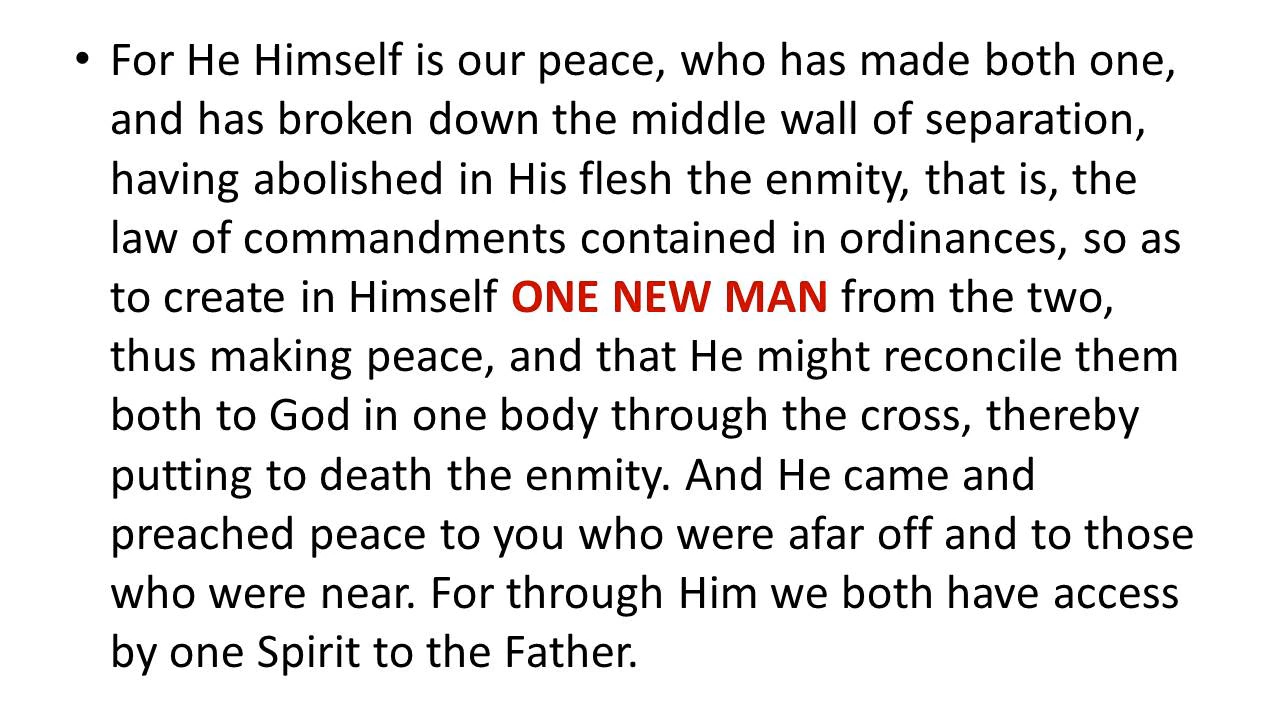 • For He Himself is our peace, who has made both one,
and has broken down the middle wall of separation,
having abolished in His flesh the enmity, that is, the
law of commandments contained in ordinances, so as
to create in Himself ONE NEW MAN from the two,
thus making peace, and that He might reconcile them
both to God in one body through the cross, thereby
putting to death the enmity. And He came and
preached peace to you who were afar off and to those
who were near. For through Him we both have access
by one Spirit to the Father.